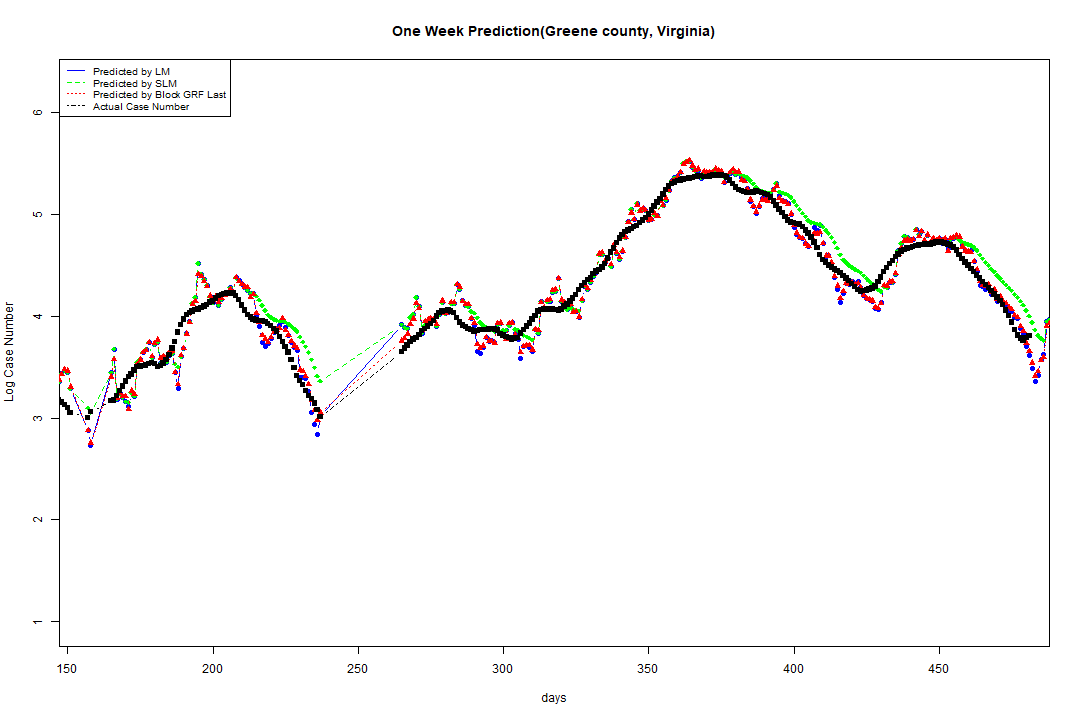 One Week Prediction(Greene county, Virginia)
Predicted by LM
Predicted by SLM
Predicted by Block GRF Last
Actual Case Number
6
5
4
3
2
1
Log Case Number
150 200 250 300 350 400 450
days